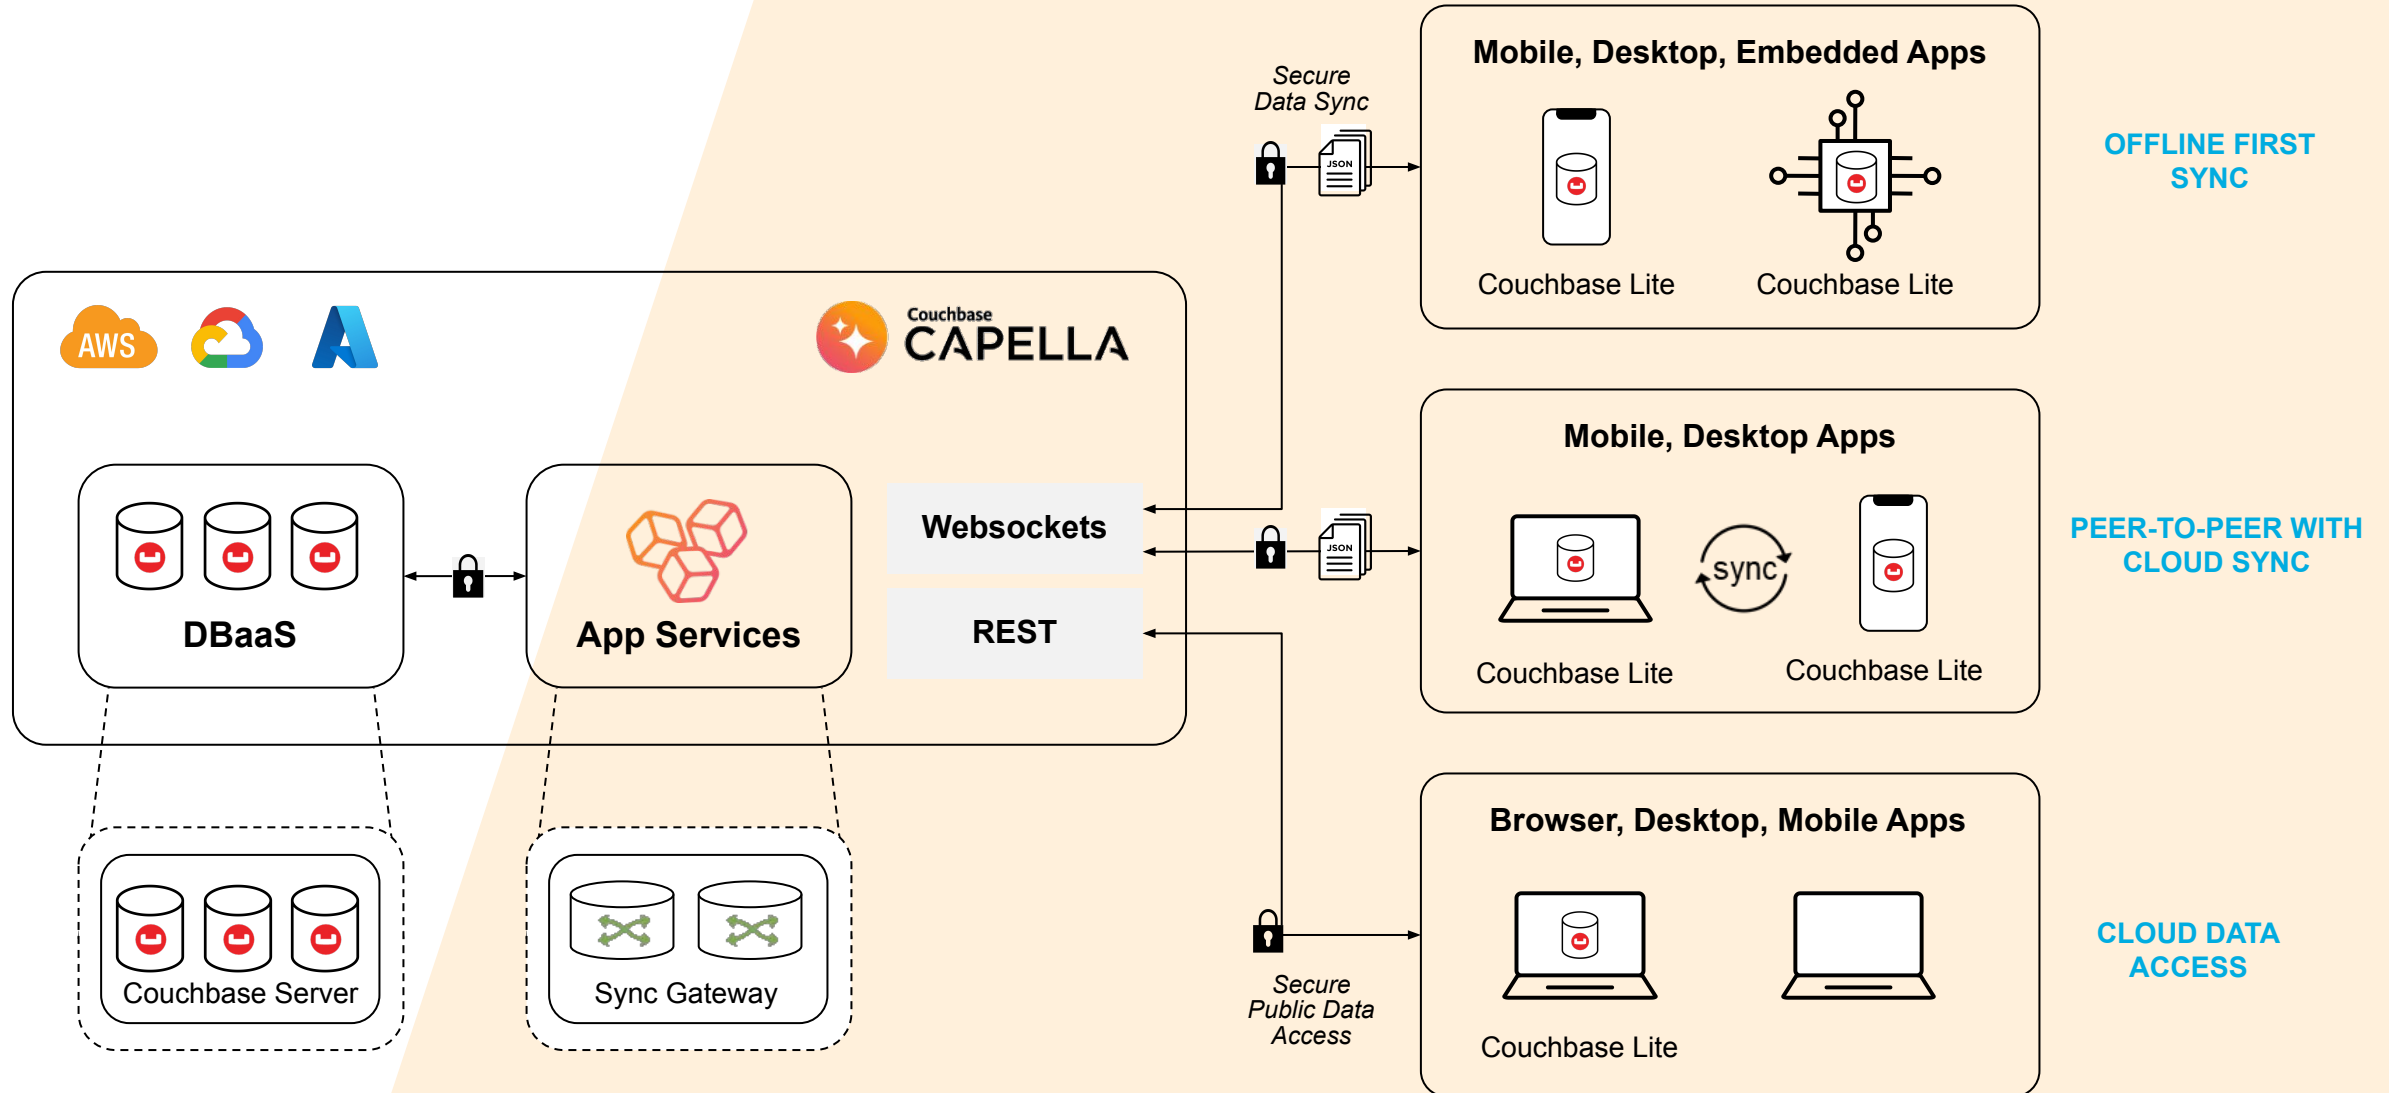 Mobile, Desktop, Embedded Apps
Secure
Data Sync
JSON
OFFLINE FIRST
SYNC
Couchbase Lite
Couchbase Lite
AWS
Couchbase
CAPELLA
Mobile, Desktop Apps
Websockets
JSON
sync
PEER-TO-PEER WITH
CLOUD SYNC
DBaaS
App Services
REST
Couchbase Lite
Couchbase Lite
Browser, Desktop, Mobile Apps
CLOUD DATA
ACCESS
Couchbase Server
Sync Gateway
Secure
Public Data
Access
Couchbase Lite